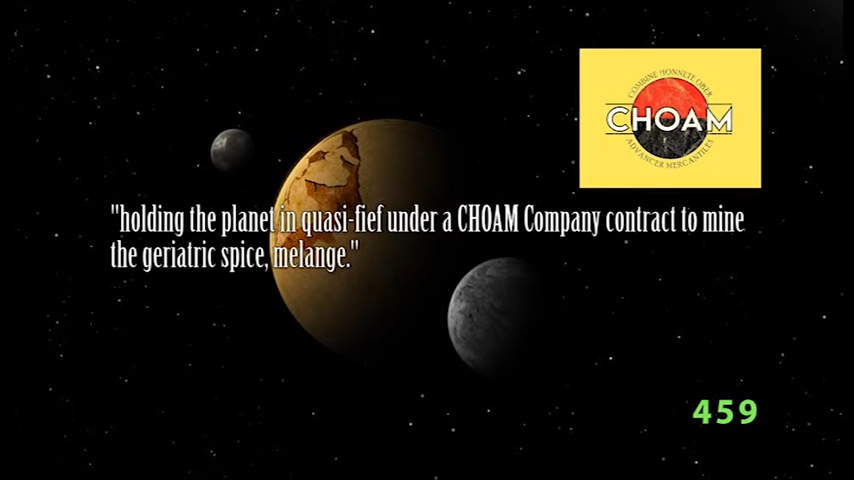 COMBINE HONNETE OBER
CHOAM
ADVANCER MERCANTILES
"holding the planet in quasi-fief under a CHOAM Company contract to mine
the geriatric spice, melange."
459